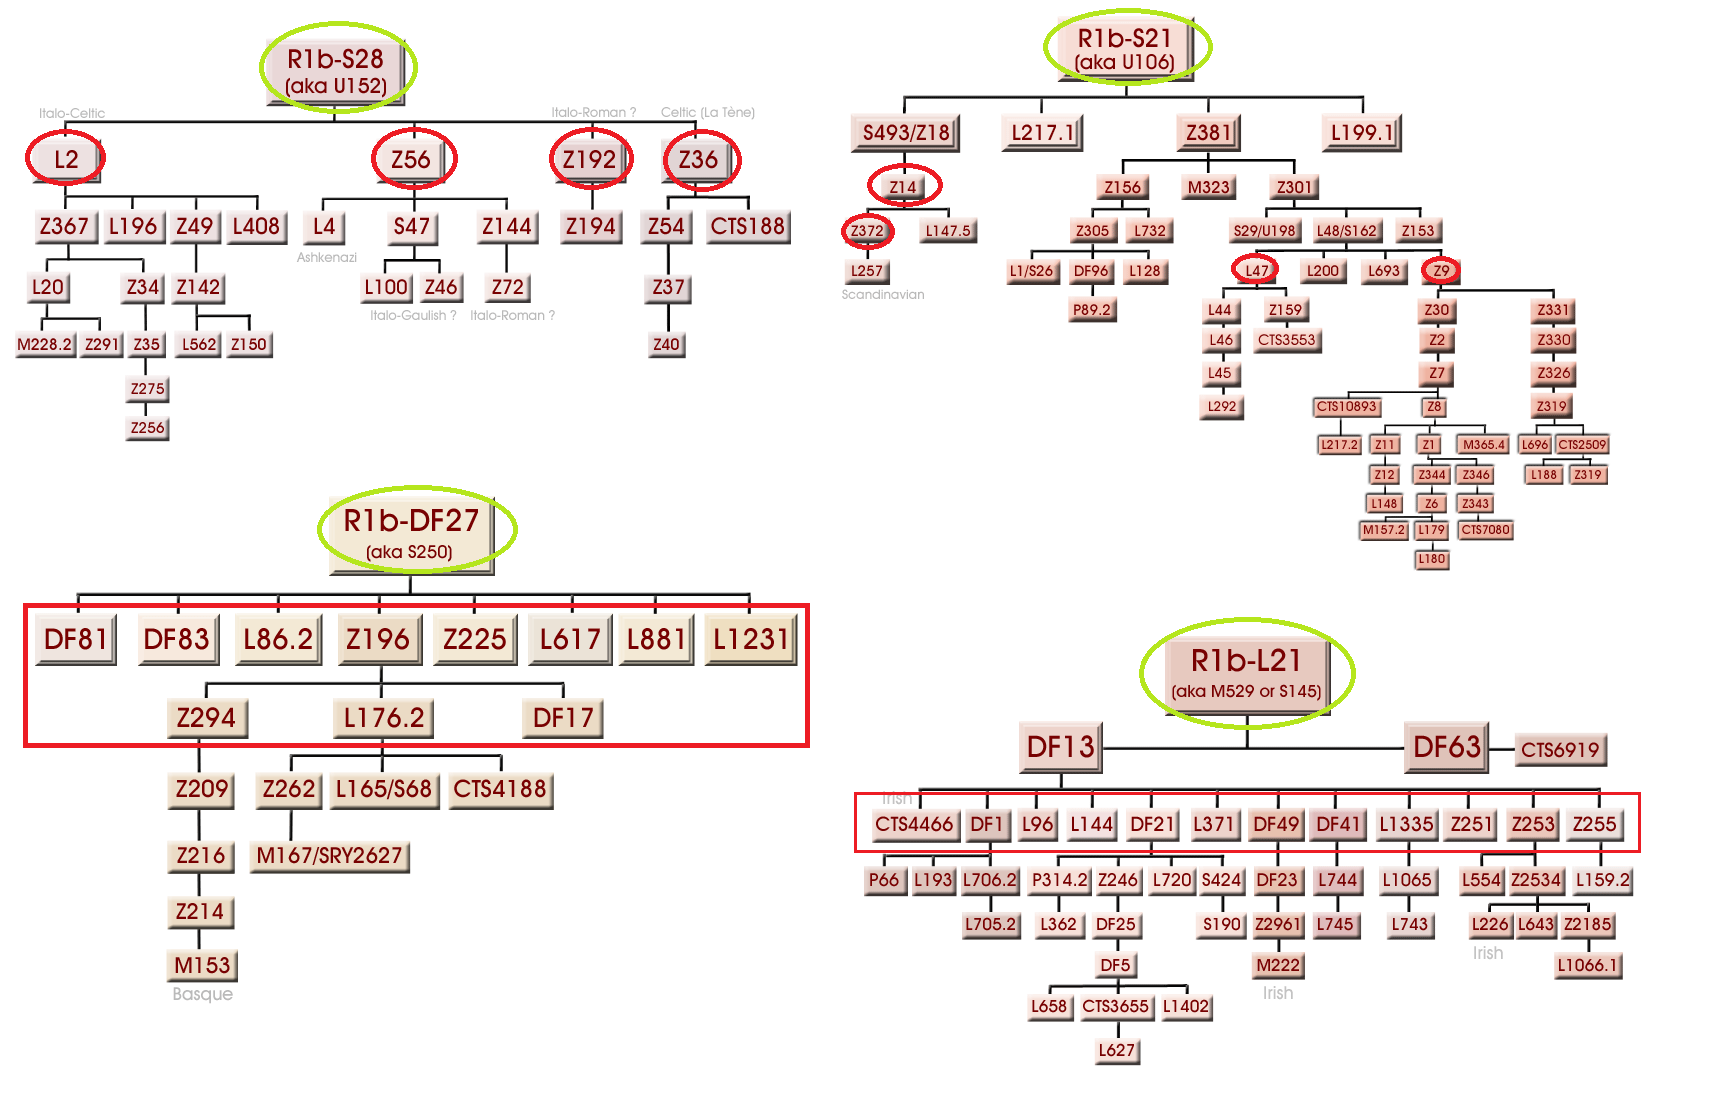 R1b-S28
(aka U152)
Italo-Celtic
Italo-Roman ?
Celtic (La Tène)
L2
Z56
Z192
Z36
Z367
L196
Z49
L408
L4
S47
Z144
Z194
Z54
CTS188
Ashkenazi
L20
Z34
Z142
L100
Z46
Z72
Z37
Italo-Gaulish ?
Italo-Roman ?
M228.2
Z291
Z35
L562
Z150
Z40
Z275
Z256
R1b-S21
(aka U106)
S493/Z18
L217.1
Z381
L199.1
Z14
Z156
M323
Z301
Z372
L147.5
Z305
L732
S29/U198
L48/S162
Z153
L257
Scandinavian
L1/S26
DF96
L128
L47
L200
L693
Z9
P89.2
L44
Z159
Z30
Z331
L46
CTS3553
Z2
Z330
L45
Z7
Z326
L292
CTS10893
Z8
Z319
L217.2
Z11
Z1
M365.4
L696
CTS2509
Z12
Z344
Z346
L188
Z319
L148
Z6
Z343
M157.2
L179
CTS7080
L180
R1b-DF27
(aka S250)
DF81
DF83
L86.2
Z196
Z225
L617
L881
L1231
Z294
L176.2
DF17
Z209
Z262
L165/S68
CTS4188
Z216
M167/SRY2627
Z214
M153
Basque
R1b-L21
(aka M529 or S145)
DF13
DF63
CTS6919
Irish
CTS4466
DF1
L96
L144
DF21
L371
DF49
DF41
L1335
Z251
Z253
Z255
P66
L193
L706.2
P314.2
Z246
L720
S424
DF23
L744
L1065
L554
Z2534
L159.2
L705.2
L362
DF25
S190
Z2961
L745
L743
L226
L643
Z2185
Irish
DF5
M222
L1066.1
Irish
L658
CTS3655
L1402
L627